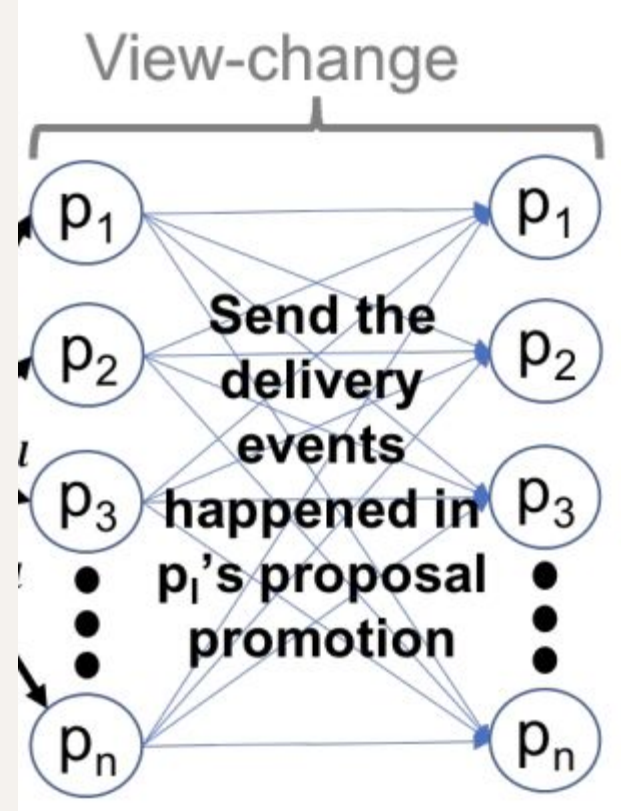 View-change
p₁ p₁
Send the
p₂ p₂
delivery
events
p₃ happened in p₃
pₗ's proposal
promotion
pₙ pₙ